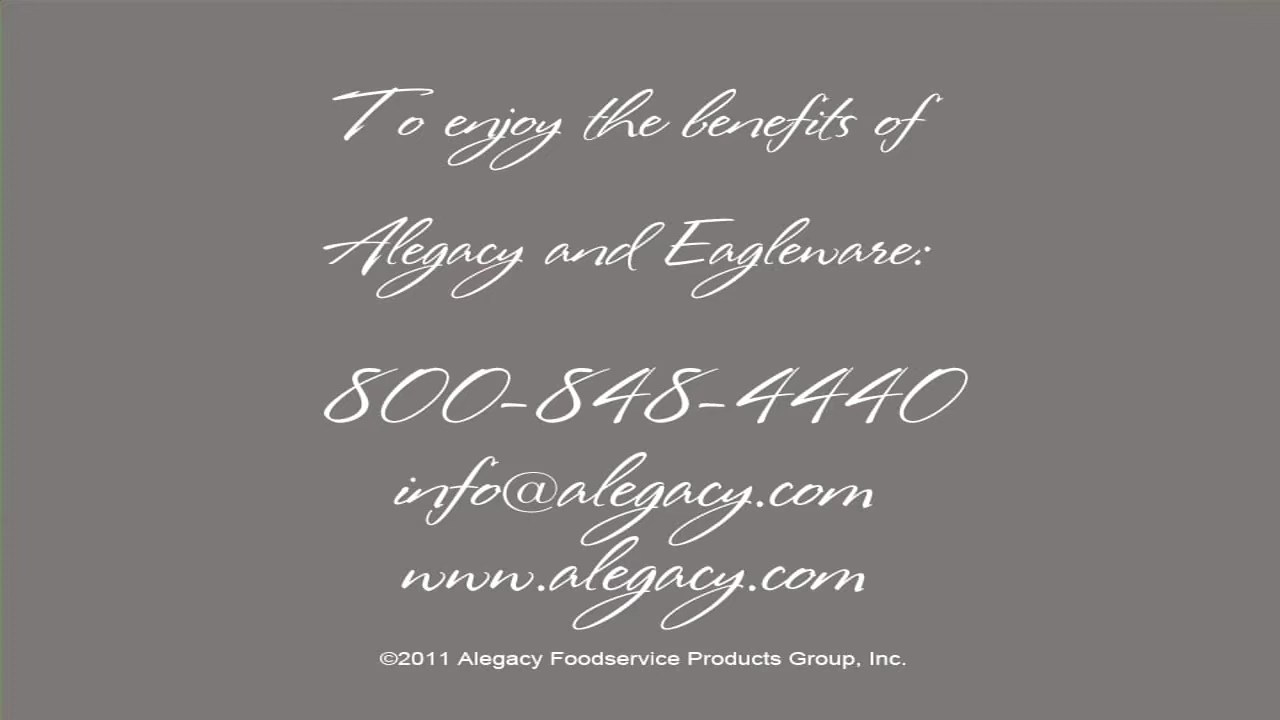 To enjoy the benefits of
Alegacy and Eagleware:
800-848-4440
info@alegacy.com
www.alegacy.com
©2011 Alegacy Foodservice Products Group, Inc.